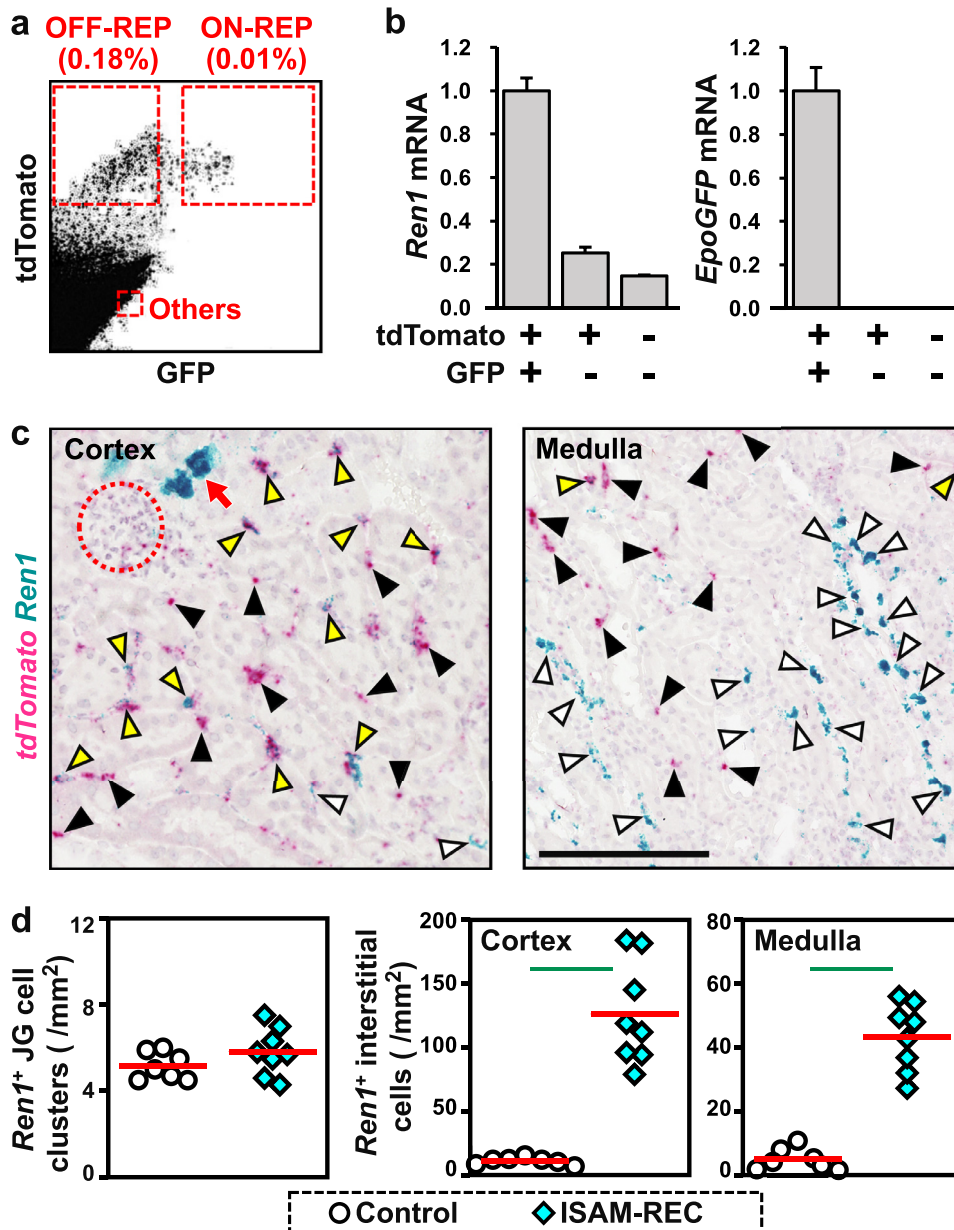 a
OFF-REP
(0.18%)
ON-REP
(0.01%)
tdTomato
Others
GFP
b
Ren1 mRNA
1.2
1.0
0.8
0.6
0.4
0.2
0.0
tdTomato + + -
GFP + - -
EpoGFP mRNA
1.2
1.0
0.8
0.6
0.4
0.2
0.0
+ + -
+ - -
c
tdTomato Ren1
Cortex
Medulla
d
Ren1+ JG cell
clusters ( /mm2)
12
8
4
0
Ren1+ interstitial
cells ( /mm2)
200
150
100
50
0
Cortex
80
60
40
20
0
Medulla
Control
ISAM-REC